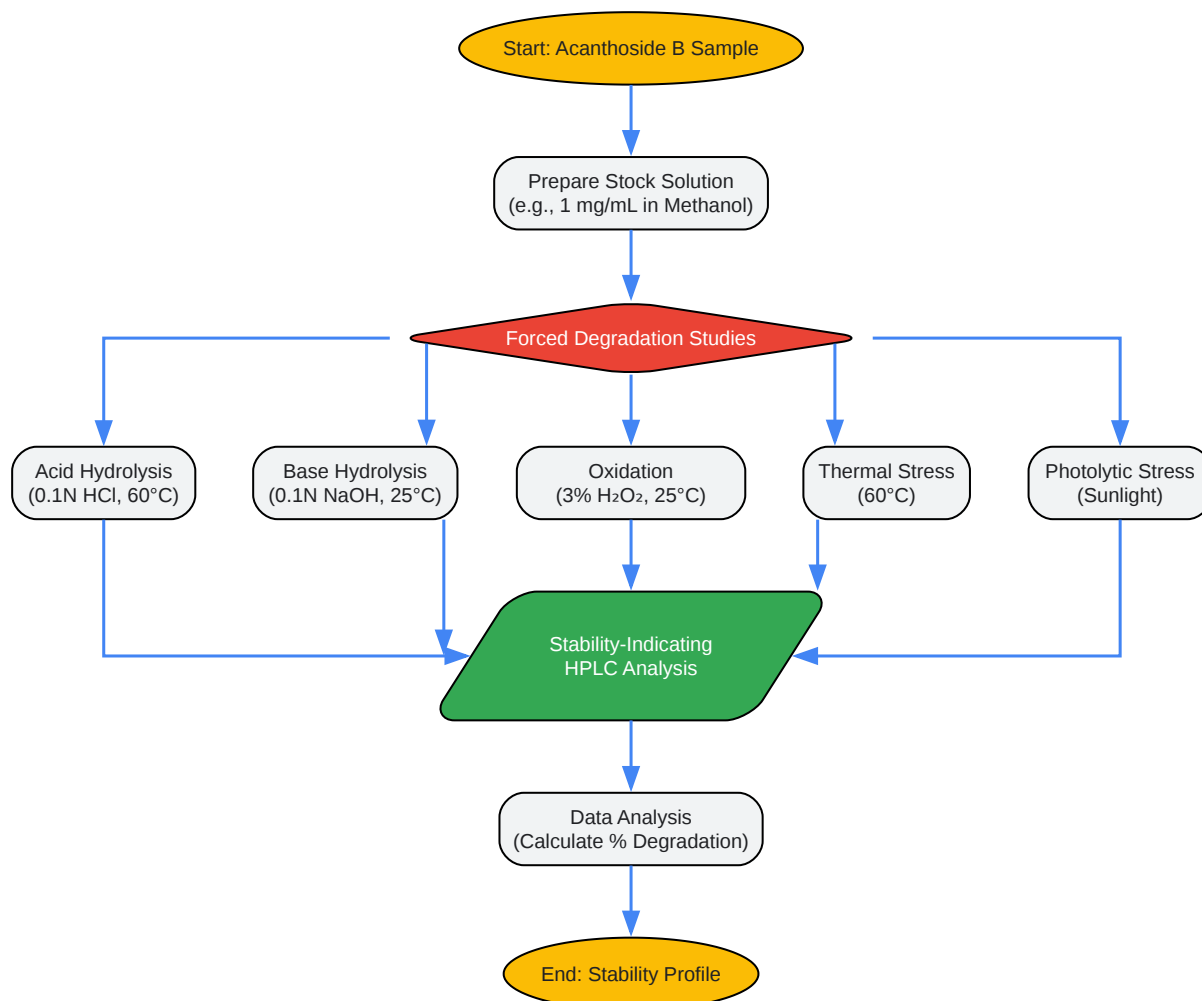 Start: Acanthoside B Sample
Prepare Stock Solution
(e.g., 1 mg/mL in Methanol)
Forced Degradation Studies
Acid Hydrolysis
(0.1N HCl, 60°C)
Base Hydrolysis
(0.1N NaOH, 25°C)
Oxidation
(3% H₂O₂, 25°C)
Thermal Stress
(60°C)
Photolytic Stress
(Sunlight)
Stability-Indicating
HPLC Analysis
Data Analysis
(Calculate % Degradation)
End: Stability Profile